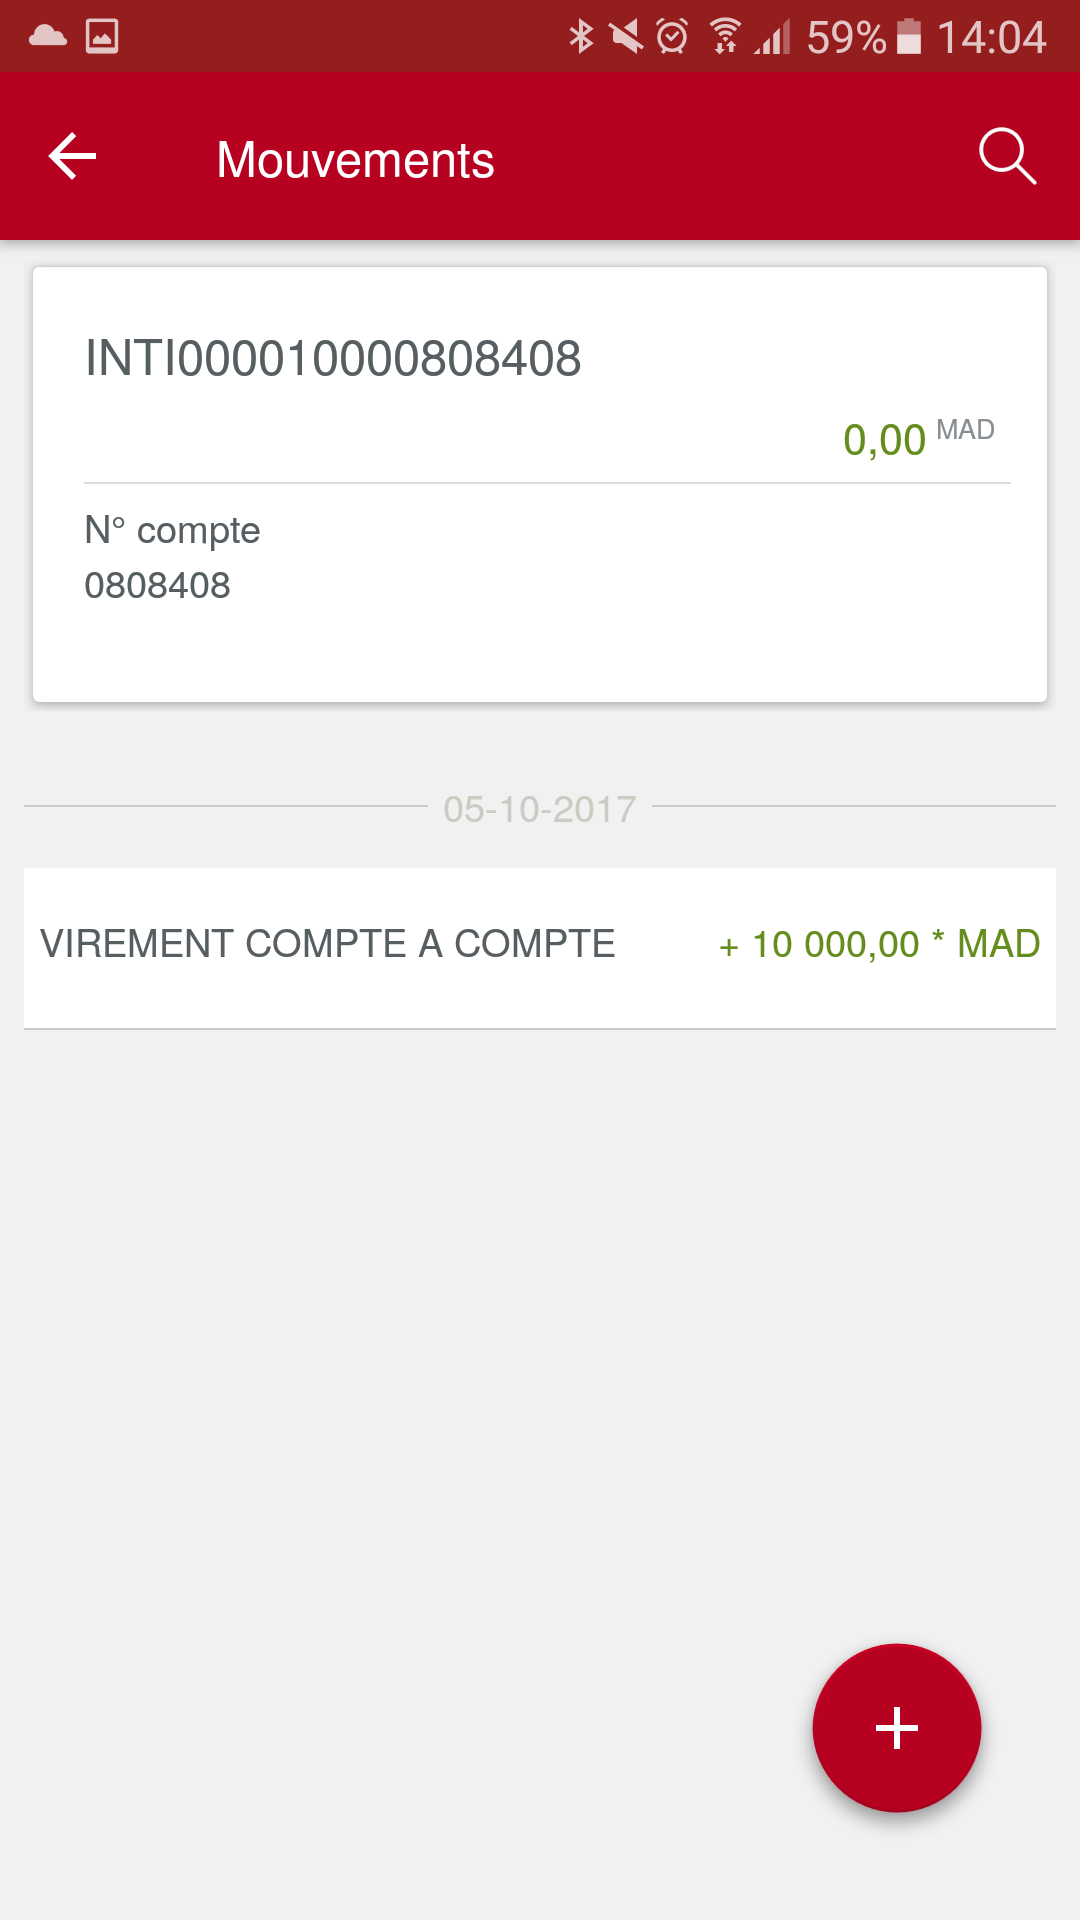 59% 14:04
Mouvements
INTI000010000808408
0,00 MAD
N° compte
0808408
05-10-2017
VIREMENT COMPTE A COMPTE + 10 000,00 * MAD